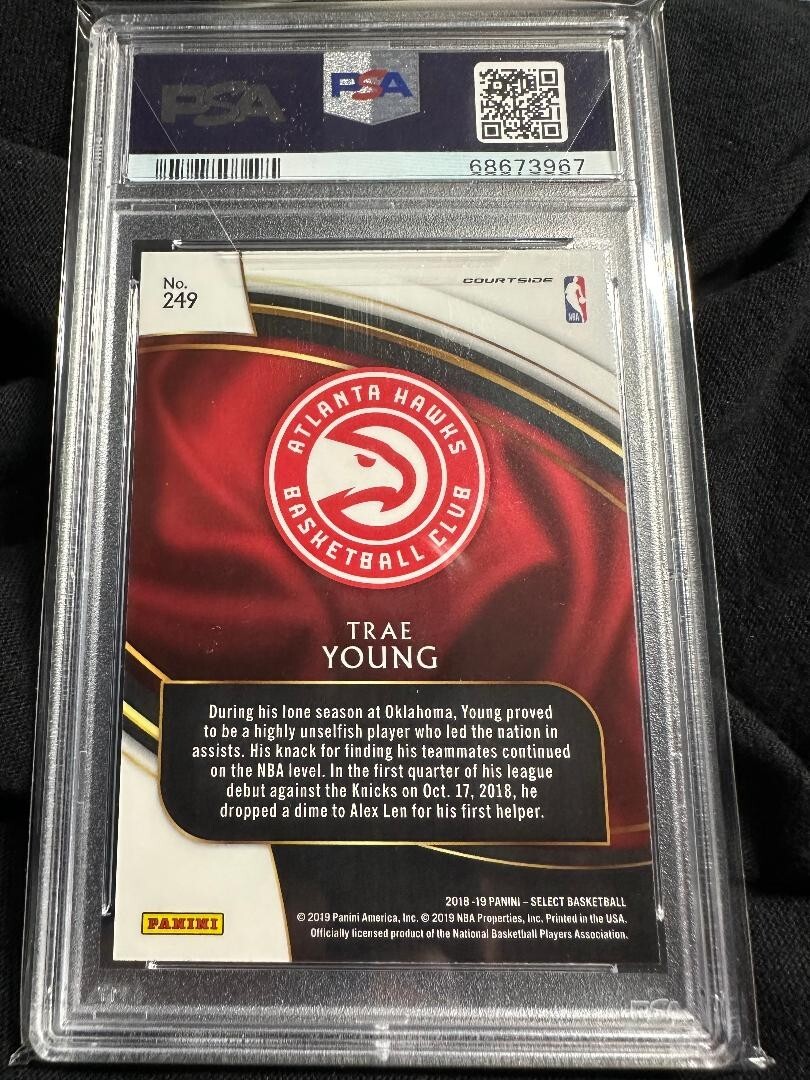 PSA
PSA
68673967
No.
249
COURTSIDE
NBA
ATLANTA HAWKS
BASKETBALL CLUB
TRAE
YOUNG
During his lone season at Oklahoma, Young proved
to be a highly unselfish player who led the nation in
assists. His knack for finding his teammates continued
on the NBA level. In the first quarter of his league
debut against the Knicks on Oct. 17, 2018, he
dropped a dime to Alex Len for his first helper.
2018-19 PANINI – SELECT BASKETBALL
PANINI
© 2019 Panini America, Inc. © 2019 NBA Properties, Inc. Printed in the USA.
Officially licensed product of the National Basketball Players Association.
PSA